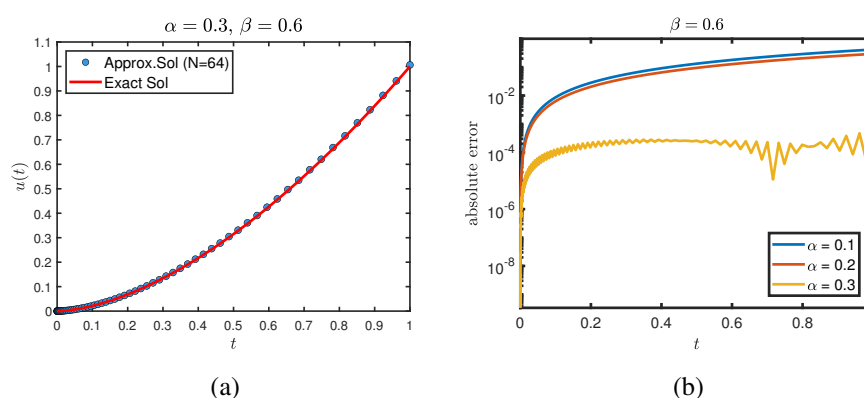 α = 0.3, β = 0.6
1.1
1
0.9
0.8
0.7
0.6
0.5
0.4
0.3
0.2
0.1
0
u(t)
Approx.Sol (N=64)
Exact Sol
0 0.1 0.2 0.3 0.4 0.5 0.6 0.7 0.8 0.9 1
t
(a)
β = 0.6
10^-2
10^-4
10^-6
10^-8
absolute error
α = 0.1
α = 0.2
α = 0.3
0 0.2 0.4 0.6 0.8
t
(b)